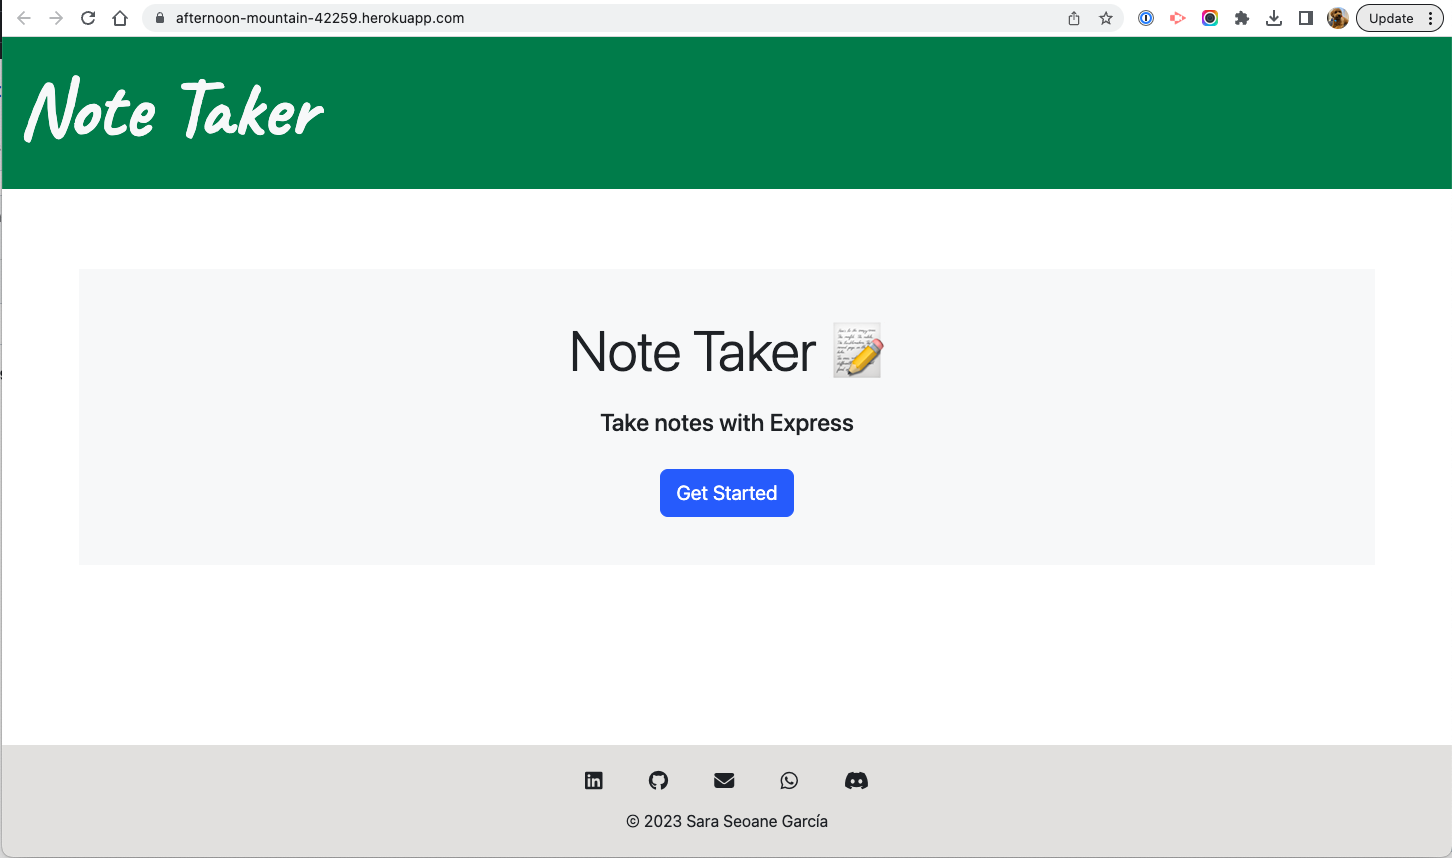 afternoon-mountain-42259.herokuapp.com
Update
Note Taker
Note Taker 📝
Take notes with Express
Get Started
© 2023 Sara Seoane García